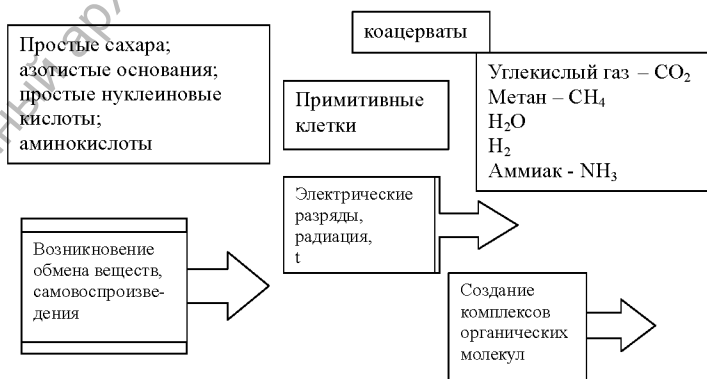 Простые сахара;
азотистые основания;
простые нуклеиновые
кислоты;
аминокислоты
коацерваты
Примитивные
клетки
Углекислый газ – CO₂
Метан – CH₄
H₂O
H₂
Аммиак - NH₃
Возникновение
обмена веществ,
самовоспроизве-
дения
Электрические
разряды,
радиация,
t
Создание
комплексов
органических
молекул